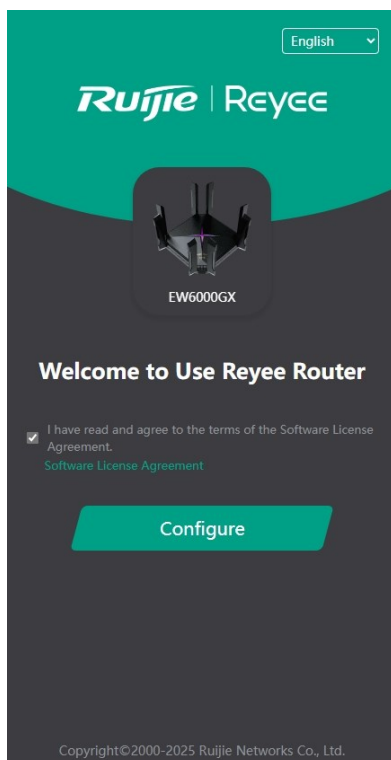 English
Ruijie | Reyee
EW6000GX
Welcome to Use Reyee Router
I have read and agree to the terms of the Software License
Agreement.
Software License Agreement
Configure
Copyright©2000-2025 Ruijie Networks Co., Ltd.